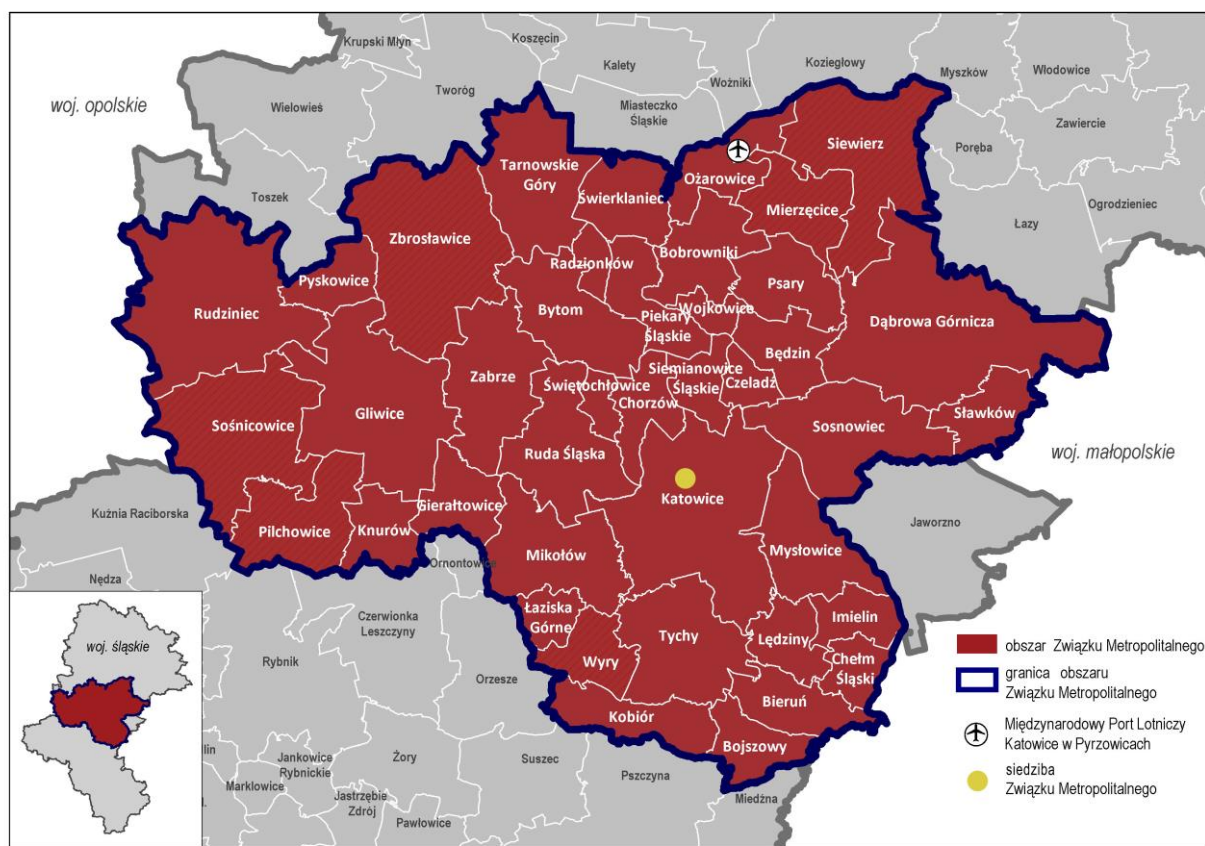 Krupski Młyn
Koszęcin
Kalety
Woźniki
Koziegłowy
Myszków
Włodowice
woj. opolskie
Wielowieś
Tworóg
Miasteczko
Śląskie
Zawiercie
Poręba
Siewierz
Tarnowskie
Góry
Ożarowice
Świerklaniec
Toszek
Mierzęcice
Ogrodzieniec
Łazy
Zbrosławice
Bobrowniki
Radzionków
Pyskowice
Psary
Rudziniec
Bytom
Wojkowice
Piekary
Śląskie
Dąbrowa Górnicza
Będzin
Siemianowice
Śląskie
Zabrze
Świętochłowice
Czeladź
Chorzów
Gliwice
Sławków
Sośnicowice
Sosnowiec
Ruda Śląska
woj. małopolskie
Katowice
Gierałtowice
Kuźnia Raciborska
Pilchowice
Knurów
Jaworzno
Mikołów
Mysłowice
Ornontowice
Nędza
Łaziska
Górne
Czerwionka
Leszczyny
Imielin
Tychy
Lędziny
woj. śląskie
Chełm
Śląski
Rybnik
Wyry
Orzesze
Bieruń
Kobiór
Bojszowy
lin
Jankowice
Rybnickie
Żory
Suszec
Pszczyna
Marklowice
Jastrzębie
Zdrój
Pawłowice
Miedźna
obszar Związku Metropolitalnego
granica obszaru
Związku Metropolitalnego
Międzynarodowy Port Lotniczy
Katowice w Pyrzowicach
siedziba
Związku Metropolitalnego